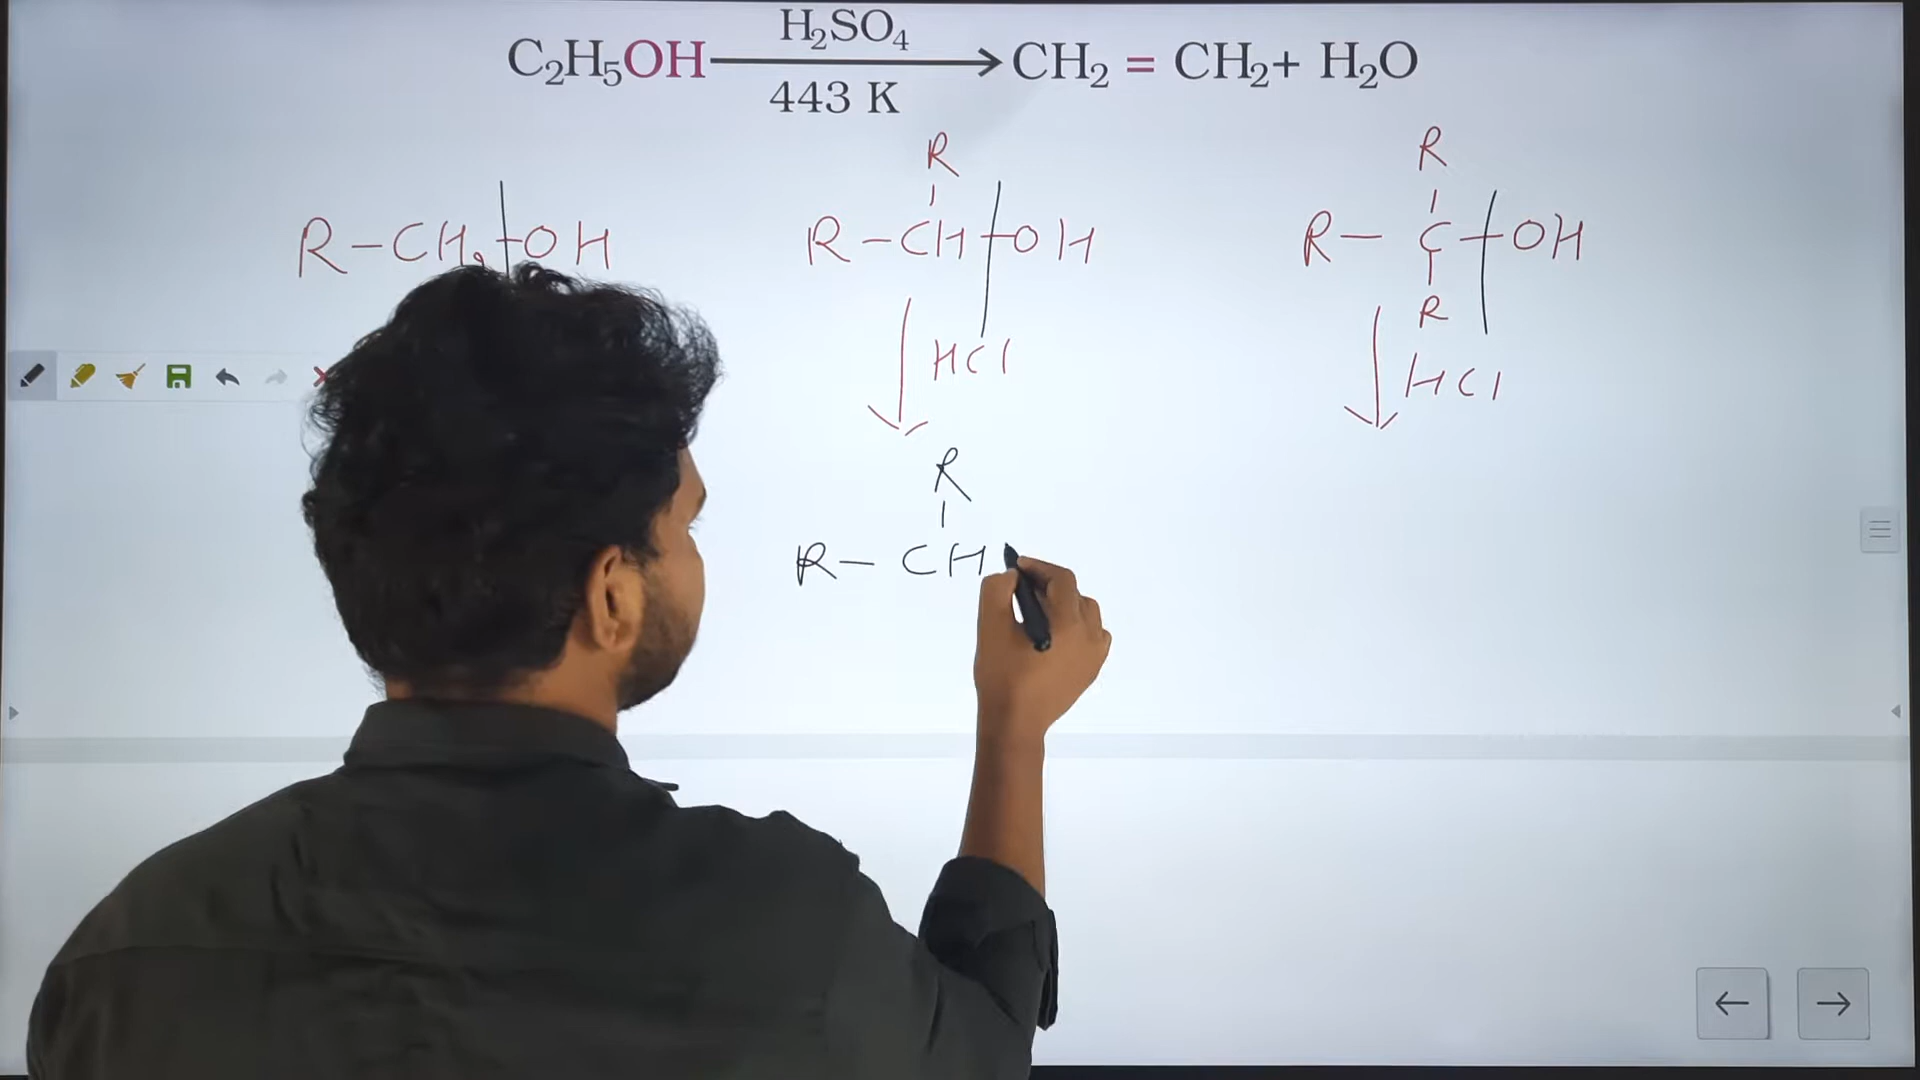 H₂SO₄
C₂H₅OH → CH₂ = CH₂ + H₂O
443 K
R R
R–CH₂–OH R–CH–OH R–C–OH
R
HCl HCl
R
R–CH